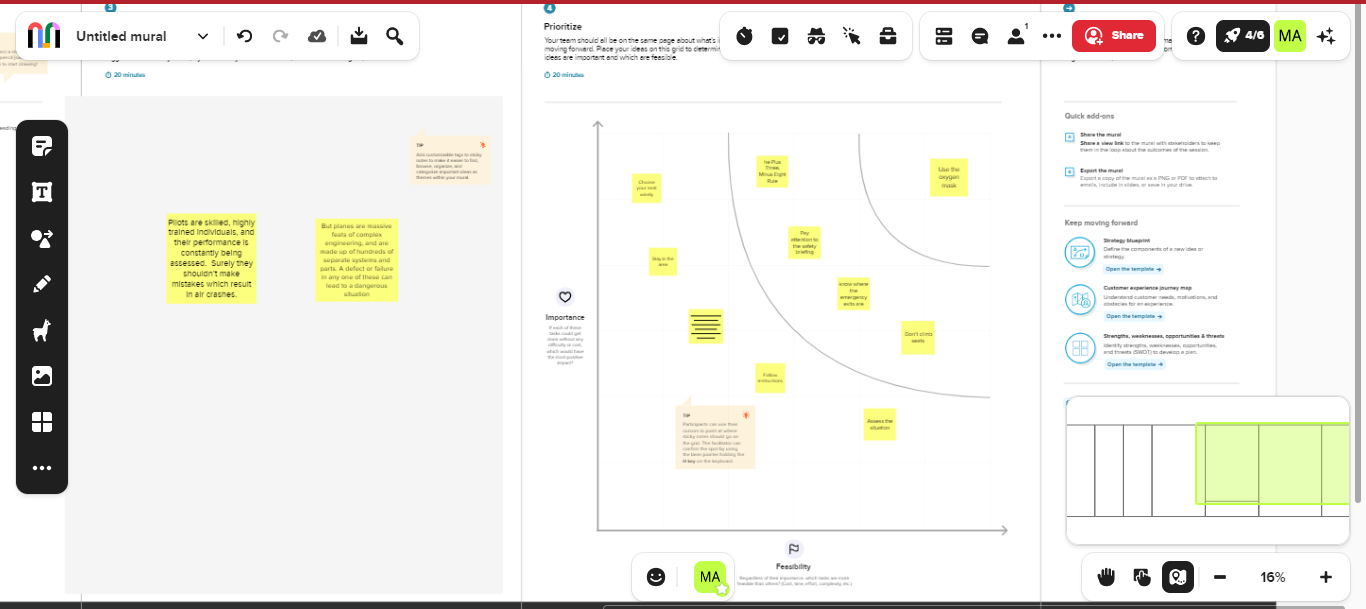 Untitled mural
Share
4/6
MA
1
3
20 minutes
TIP
Add customizable tags to sticky
notes to make it easier to find,
browse, organize, and
categorize important ideas as
themes within your mural.
Pilots are skilled, highly
trained individuals, and
their performance is
constantly being
assessed. Surely they
shouldn't make
mistakes which result
in air crashes.
But planes are massive
feats of complex
engineering, and are
made up of hundreds of
separate systems and
parts. A defect or failure
in any one of these can
lead to a dangerous
situation
4
Prioritize
Your team should all be on the same page about what's
moving forward. Place your ideas on this grid to
ideas are important and which are feasible.
20 minutes
Importance
If each of these
tasks could get
done without any
difficulty or cost,
which would have
the most positive
impact?
Choose
your seat
wisely
he Plus
Three,
Minus Eight
Rule
Use the
oxygen
mask
Pay
attention to
the safety
briefing
Stay in the
area
know where
the
emergency
exits are
Don't climb
seats
Follow
instructions
Assess the
situation
TIP
Participants can use their
cursors to point at where
sticky notes should go on
the grid. The facilitator can
confirm the spot by using
the laser pointer holding the
H key on the keyboard.
Feasibility
Regardless of their importance, which tasks are more
feasible than others? (Cost, time, effort, complexity, etc.)
Quick add-ons
Share the mural
Share a view link to the mural with stakeholders to keep
them in the loop about the outcomes of the session.
Export the mural
Export a copy of the mural as a PNG or PDF to attach to
emails, include in slides, or save in your drive.
Keep moving forward
Strategy blueprint
Define the components of a new idea or
strategy.
Open the template
Customer experience journey map
Understand customer needs, motivations, and
obstacles for an experience.
Open the template
Strengths, weaknesses, opportunities & threats
Identify strengths, weaknesses, opportunities,
and threats (SWOT) to develop a plan.
Open the template
MA
16%